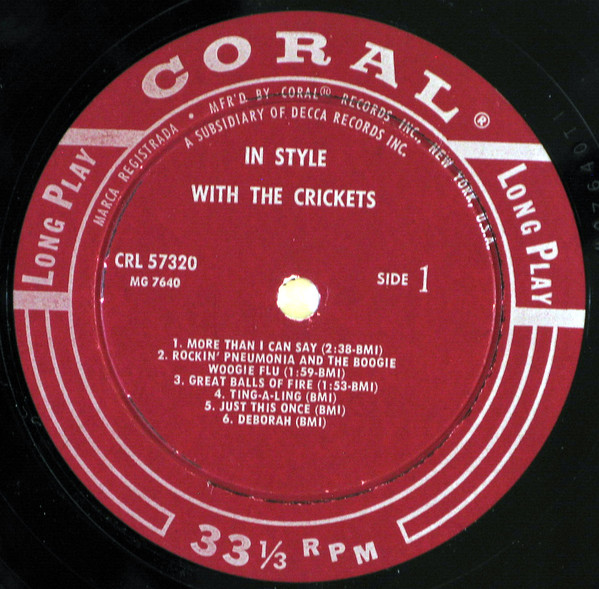 CORAL®
MARCA REGISTRADA • MFR'D. BY CORAL® RECORDS INC., NEW YORK, U.S.A.
A SUBSIDIARY OF DECCA RECORDS INC.
LONG PLAY
LONG PLAY
IN STYLE
WITH THE CRICKETS
CRL 57320
MG 7640
SIDE 1
1. MORE THAN I CAN SAY (2:38-BMI)
2. ROCKIN' PNEUMONIA AND THE BOOGIE
WOOGIE FLU (1:59-BMI)
3. GREAT BALLS OF FIRE (1:53-BMI)
4. TING-A-LING (BMI)
5. JUST THIS ONCE (BMI)
6. DEBORAH (BMI)
33 1/3 RPM